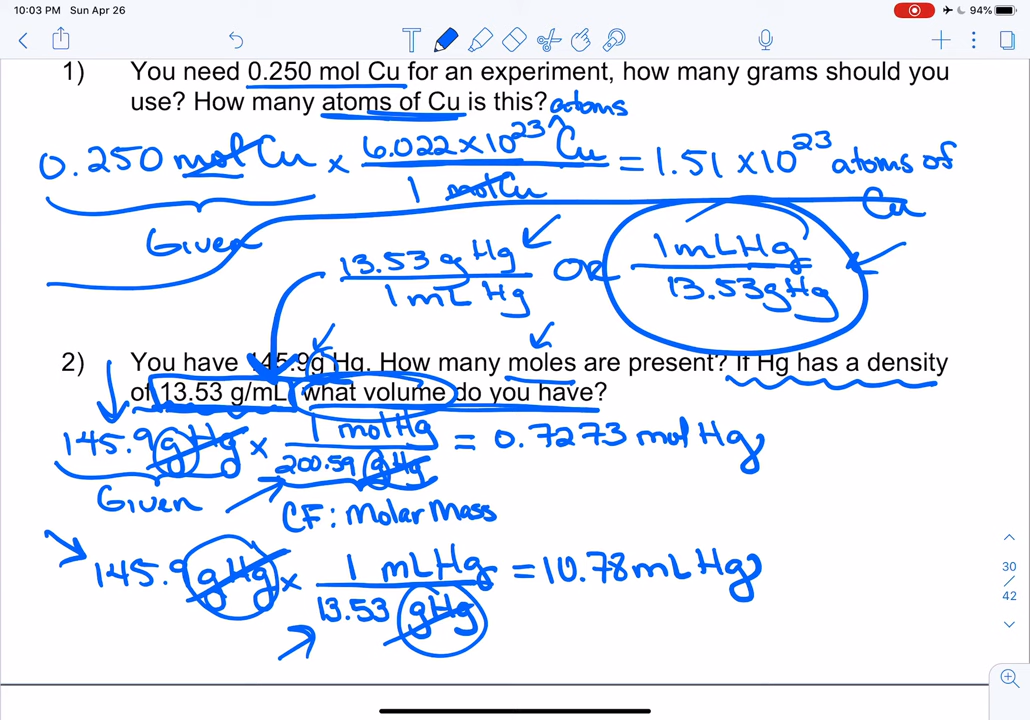 10:03 PM Sun Apr 26
94%
1) You need 0.250 mol Cu for an experiment, how many grams should you
use? How many atoms of Cu is this?
atoms
0.250 mol Cu × 6.022 × 10^23 Cu = 1.51 × 10^23 atoms of
1 mol Cu
Cu
Given
13.53 g Hg OR 1 mL Hg
1 mL Hg 13.53 g Hg
2) You have 145.9g Hg. How many moles are present? If Hg has a density
of 13.53 g/mL, what volume do you have?
145.9 g Hg × 1 mol Hg = 0.7273 mol Hg
200.59 g Hg
Given
CF: Molar Mass
145.9 g Hg × 1 mL Hg = 10.78 mL Hg
13.53 g Hg
30
/
42